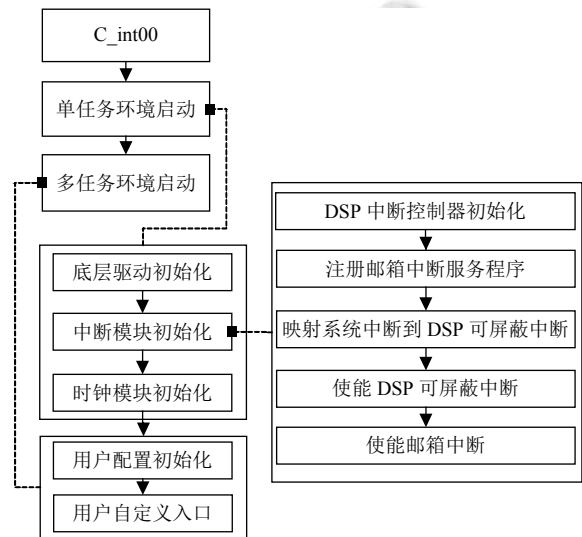 C_int00
单任务环境启动
多任务环境启动
底层驱动初始化
中断模块初始化
时钟模块初始化
用户配置初始化
用户自定义入口
DSP 中断控制器初始化
注册邮箱中断服务程序
映射系统中断到 DSP 可屏蔽中断
使能 DSP 可屏蔽中断
使能邮箱中断